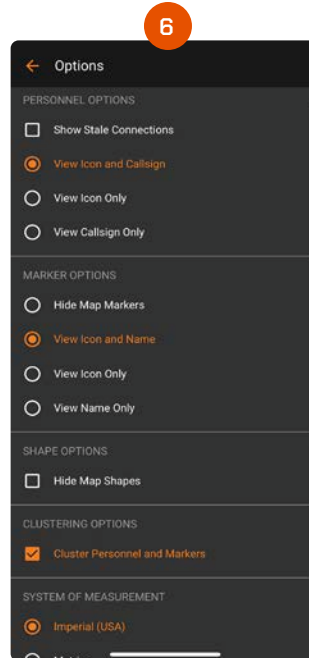 6
Options
PERSONNEL OPTIONS
Show Stale Connections
View Icon and Callsign
View Icon Only
View Callsign Only
MARKER OPTIONS
Hide Map Markers
View Icon and Name
View Icon Only
View Name Only
SHAPE OPTIONS
Hide Map Shapes
CLUSTERING OPTIONS
Cluster Personnel and Markers
SYSTEM OF MEASUREMENT
Imperial (USA)